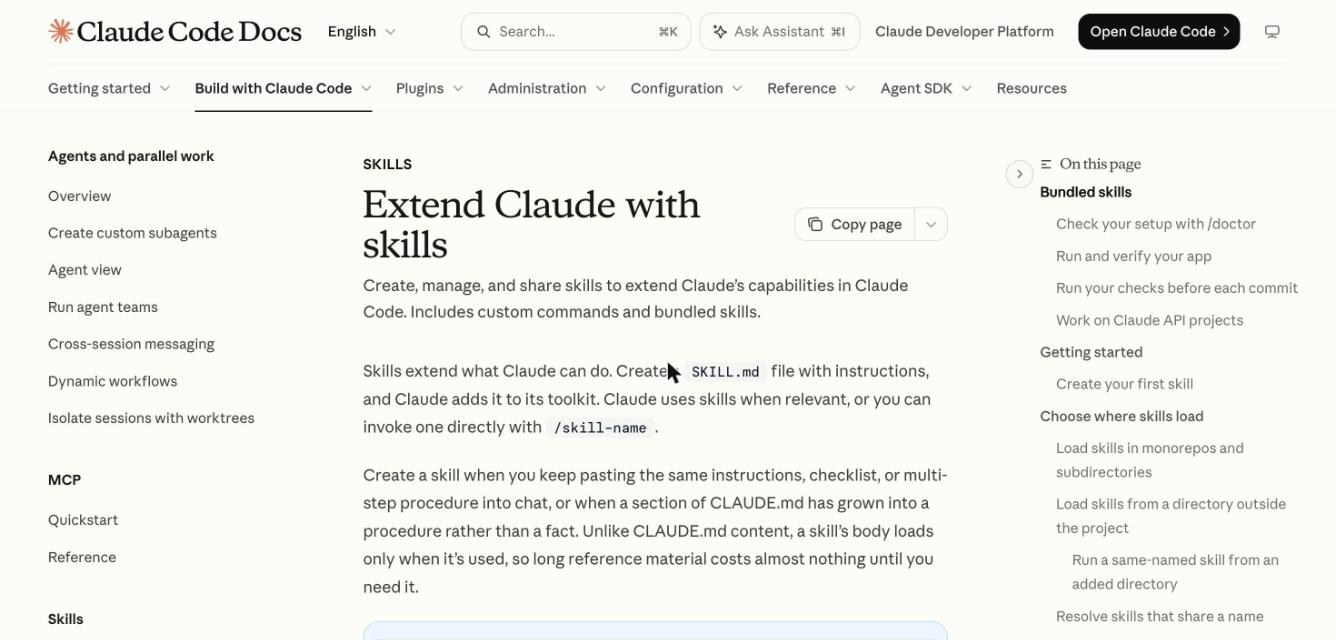 Claude Code Docs
English
Search...
⌘K
Ask Assistant
⌘I
Claude Developer Platform
Open Claude Code
Getting started
Build with Claude Code
Plugins
Administration
Configuration
Reference
Agent SDK
Resources
Agents and parallel work
Overview
Create custom subagents
Agent view
Run agent teams
Cross-session messaging
Dynamic workflows
Isolate sessions with worktrees
MCP
Quickstart
Reference
Skills
SKILLS
Extend Claude with
skills
Copy page
Create, manage, and share skills to extend Claude’s capabilities in Claude
Code. Includes custom commands and bundled skills.
Skills extend what Claude can do. Create SKILL.md file with instructions,
and Claude adds it to its toolkit. Claude uses skills when relevant, or you can
invoke one directly with /skill-name .
Create a skill when you keep pasting the same instructions, checklist, or multi-
step procedure into chat, or when a section of CLAUDE.md has grown into a
procedure rather than a fact. Unlike CLAUDE.md content, a skill’s body loads
only when it’s used, so long reference material costs almost nothing until you
need it.
On this page
Bundled skills
Check your setup with /doctor
Run and verify your app
Run your checks before each commit
Work on Claude API projects
Getting started
Create your first skill
Choose where skills load
Load skills in monorepos and
subdirectories
Load skills from a directory outside
the project
Run a same-named skill from an
added directory
Resolve skills that share a name